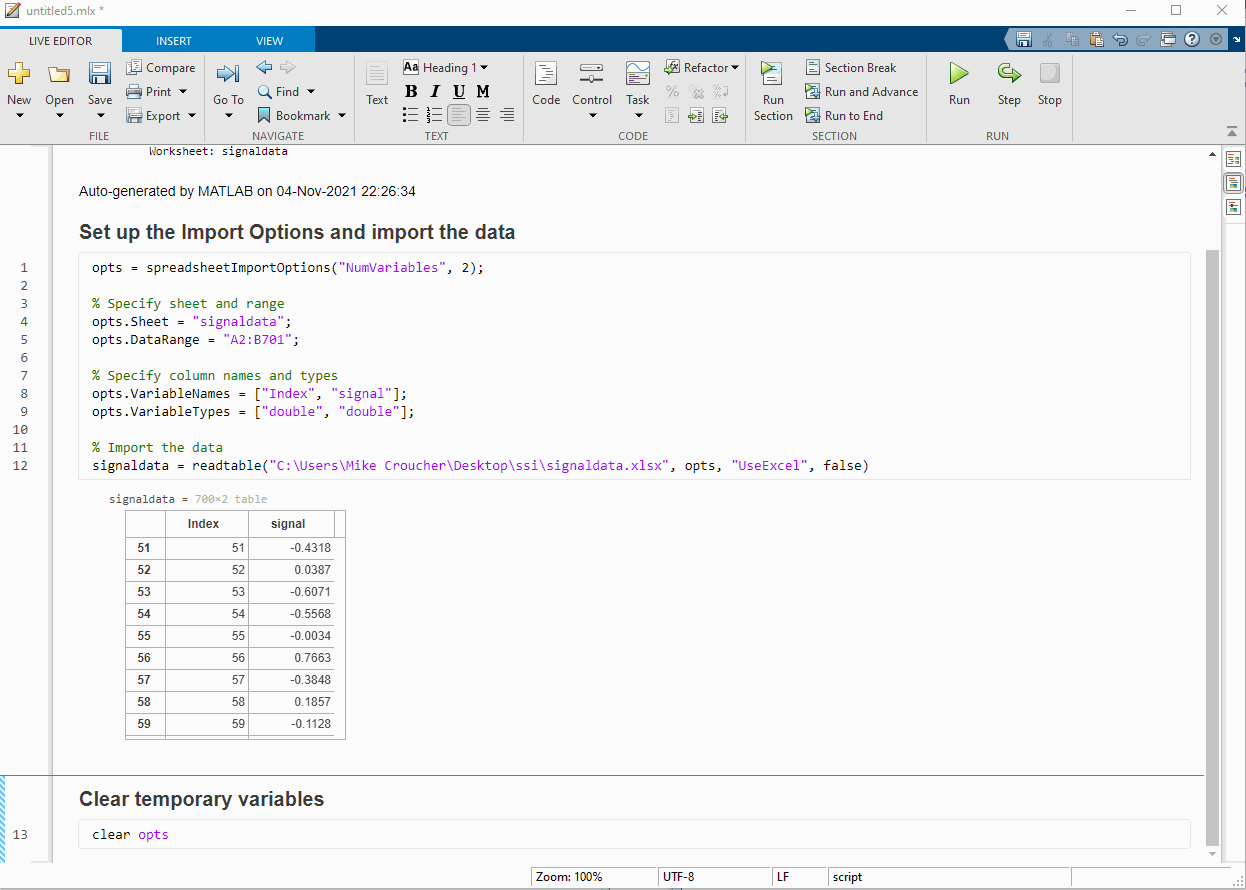 untitled5.mlx *
LIVE EDITOR INSERT VIEW
New Open Save Compare Print Export
FILE
Go To Find Bookmark
NAVIGATE
Text Aa Heading 1
B I U M
TEXT
Code Control Task Refactor
CODE
Run Section Section Break
Run and Advance
Run to End
SECTION
Run Step Stop
RUN
Worksheet: signaldata
Auto-generated by MATLAB on 04-Nov-2021 22:26:34
Set up the Import Options and import the data
1 opts = spreadsheetImportOptions("NumVariables", 2);
2
3 % Specify sheet and range
4 opts.Sheet = "signaldata";
5 opts.DataRange = "A2:B701";
6
7 % Specify column names and types
8 opts.VariableNames = ["Index", "signal"];
9 opts.VariableTypes = ["double", "double"];
10
11 % Import the data
12 signaldata = readtable("C:\Users\Mike Croucher\Desktop\ssi\signaldata.xlsx", opts, "UseExcel", false)
signaldata = 700×2 table
Index signal
51 51 -0.4318
52 52 0.0387
53 53 -0.6071
54 54 -0.5568
55 55 -0.0034
56 56 0.7663
57 57 -0.3848
58 58 0.1857
59 59 -0.1128
Clear temporary variables
13 clear opts
Zoom: 100% UTF-8 LF script